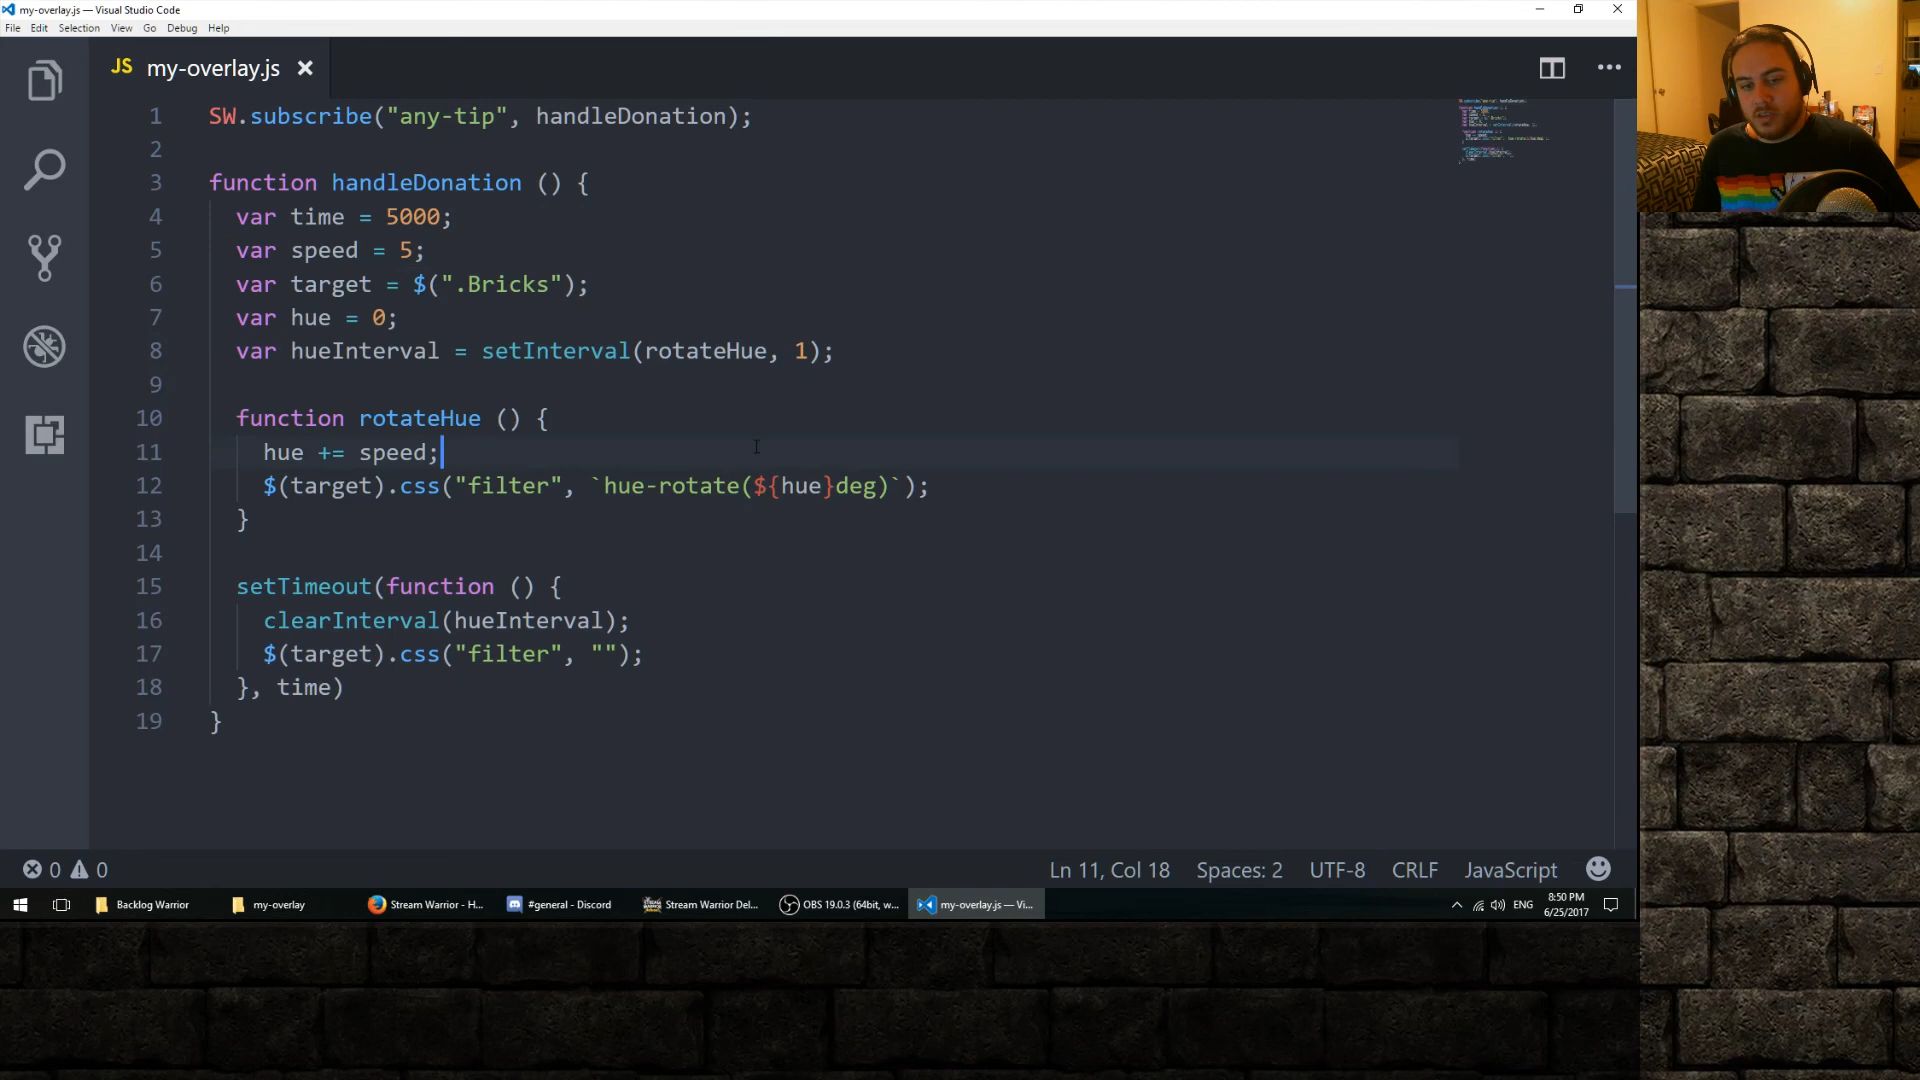 my-overlay.js — Visual Studio Code
File Edit Selection View Go Debug Help
JS my-overlay.js
1 SW.subscribe("any-tip", handleDonation);
2
3 function handleDonation () {
4 var time = 5000;
5 var speed = 5;
6 var target = $(".Bricks");
7 var hue = 0;
8 var hueInterval = setInterval(rotateHue, 1);
9
10 function rotateHue () {
11 hue += speed;
12 $(target).css("filter", `hue-rotate(${hue}deg)`);
13 }
14
15 setTimeout(function () {
16 clearInterval(hueInterval);
17 $(target).css("filter", "");
18 }, time)
19 }
0 0 Ln 11, Col 18 Spaces: 2 UTF-8 CRLF JavaScript
Backlog Warrior my-overlay Stream Warrior - H... #general - Discord Stream Warrior Del... OBS 19.0.3 (64bit, w... my-overlay.js — Vi... ENG 8:50 PM
6/25/2017